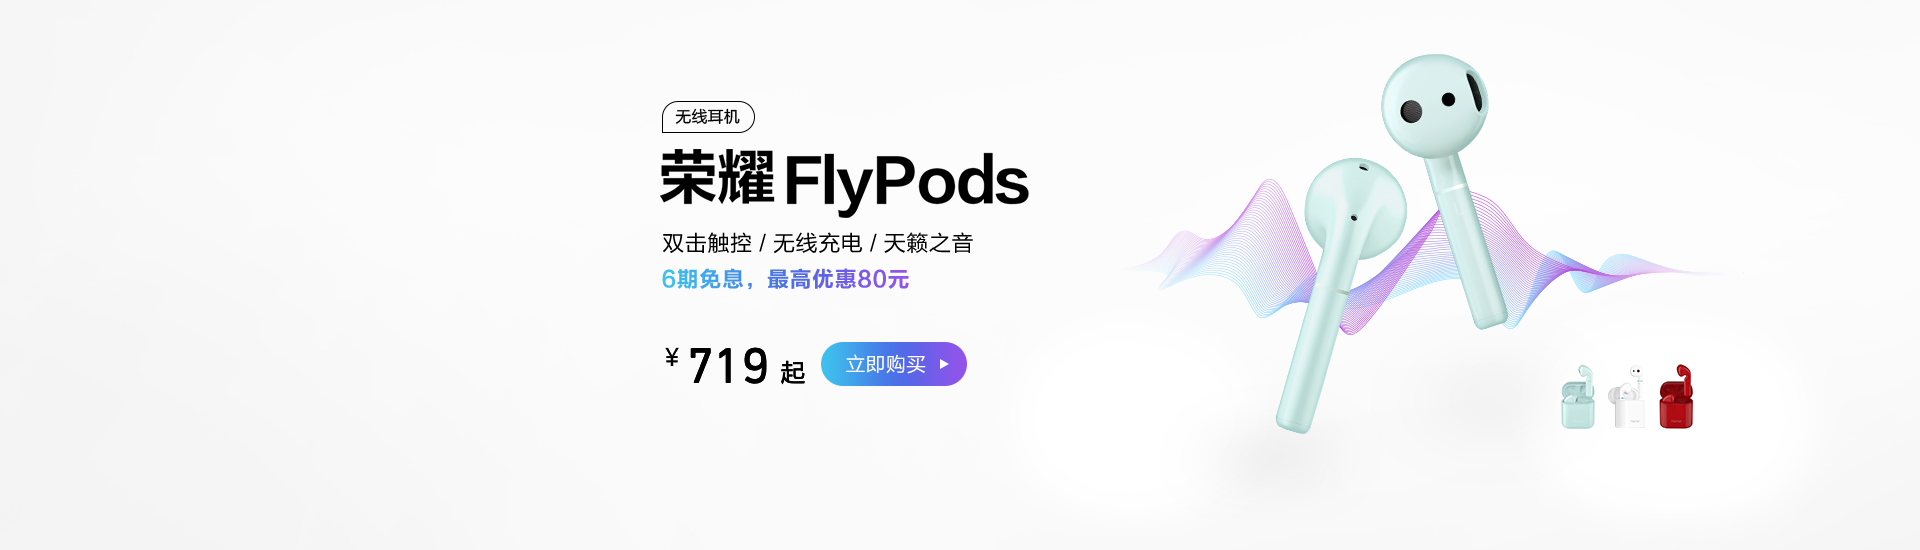 无线耳机
荣耀 FlyPods
双击触控 / 无线充电 / 天籁之音
6期免息，最高优惠80元
¥ 719 起
立即购买